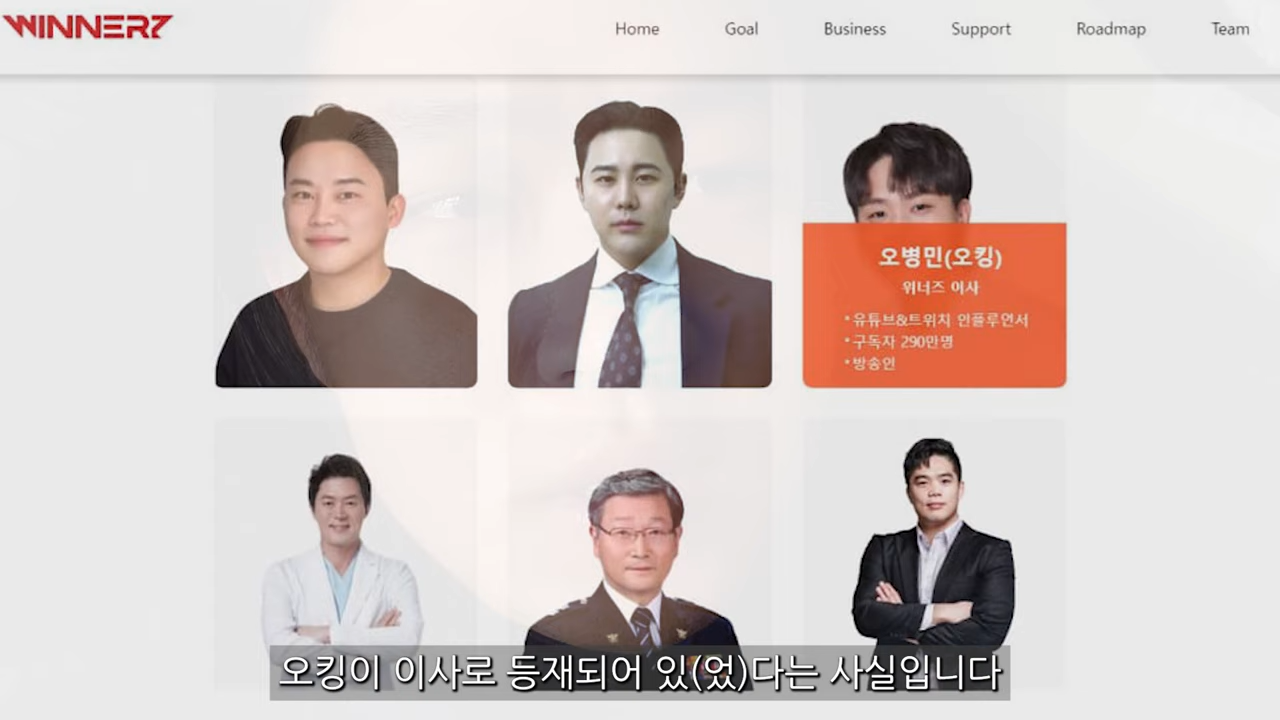 WINNERZ
Home Goal Business Support Roadmap Team
오병민(오킹)
위너즈 이사
• 유튜브&트위치 인플루언서
• 구독자 290만명
• 방송인
오킹이 이사로 등재되어 있(었)다는 사실입니다